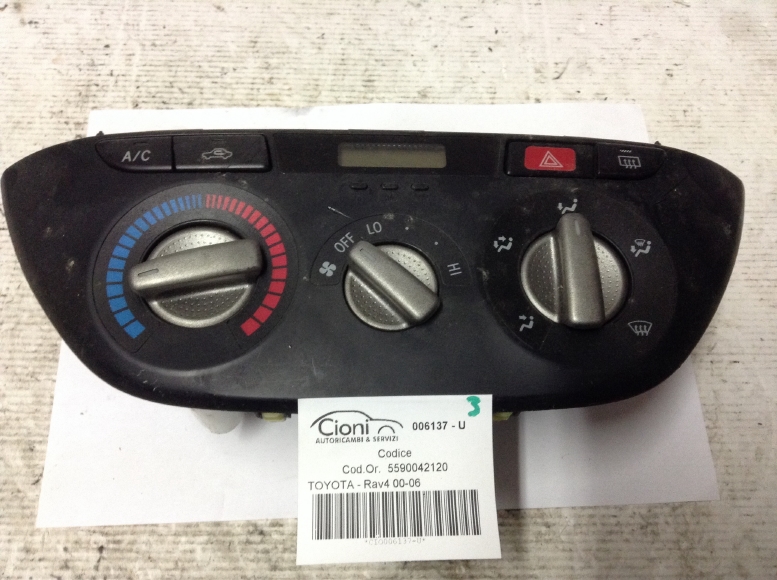 A/C
OFF
LO
HI
3
Cioni
AUTORICAMBI & SERVIZI
006137 - U
Codice
Cod.Or. 5590042120
TOYOTA - Rav4 00-06